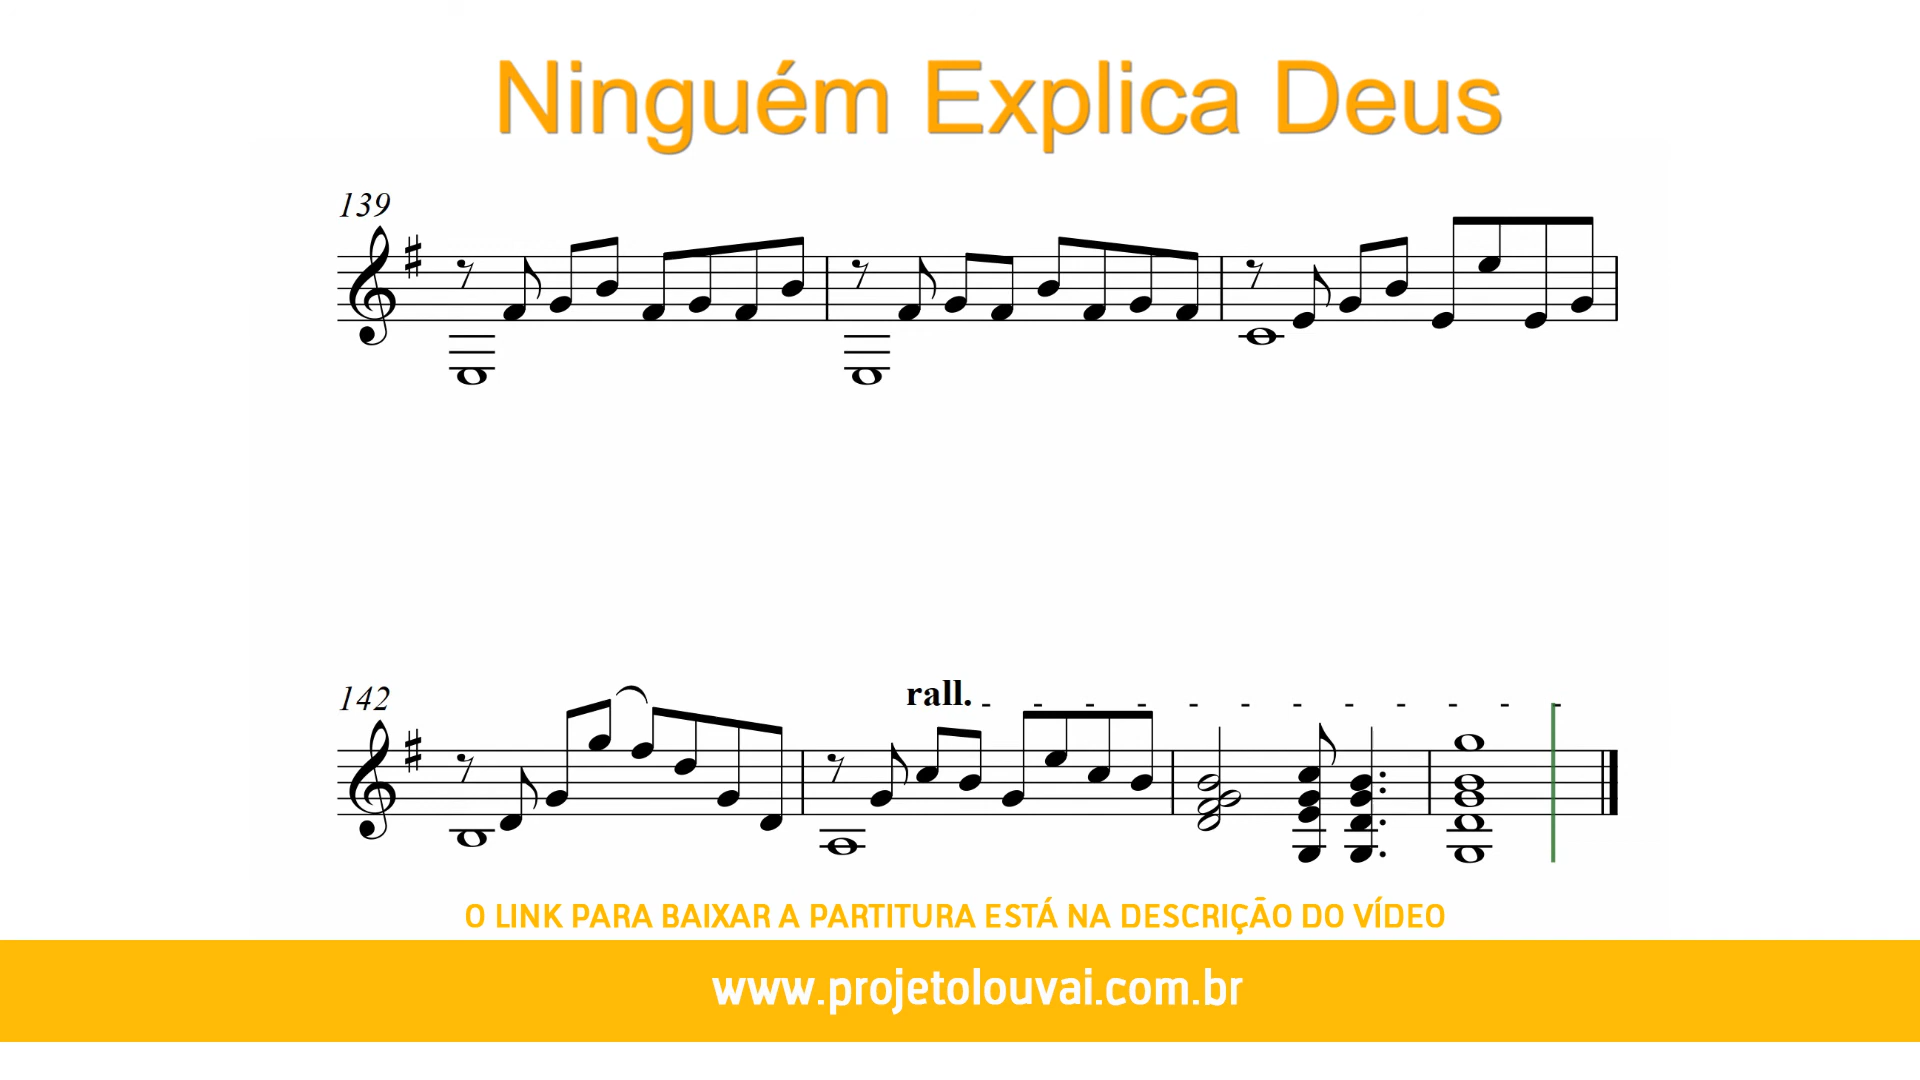 Ninguém Explica Deus
139
142
rall.
O LINK PARA BAIXAR A PARTITURA ESTÁ NA DESCRIÇÃO DO VÍDEO
www.projetolouvai.com.br